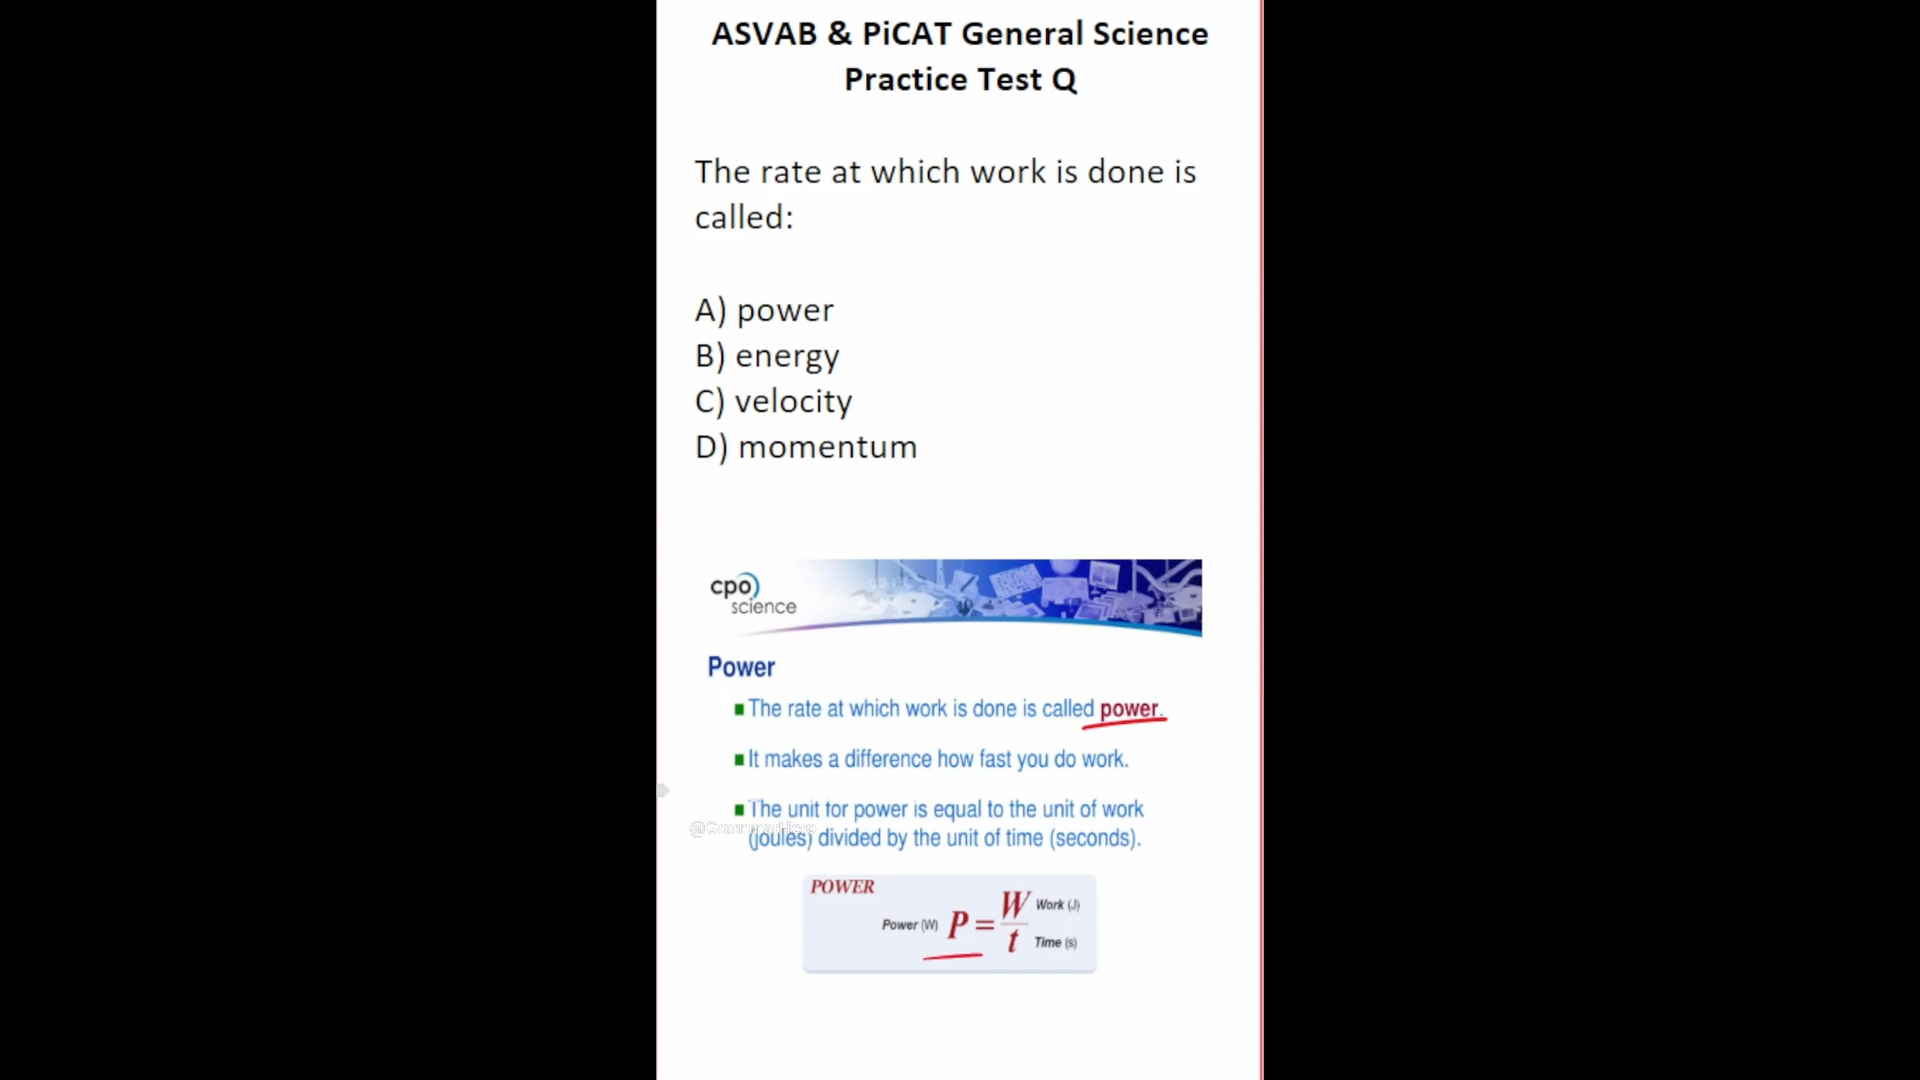 ASVAB & PiCAT General Science
Practice Test Q
The rate at which work is done is
called:
A) power
B) energy
C) velocity
D) momentum
cpo
science
Power
The rate at which work is done is called power.
It makes a difference how fast you do work.
The unit for power is equal to the unit of work
@GrammarHero
(joules) divided by the unit of time (seconds).
POWER
Power (W) P = W Work (J)
t Time (s)